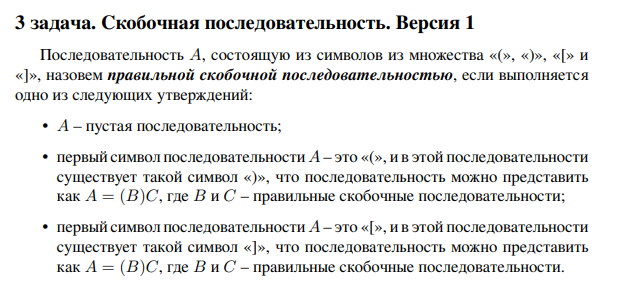 3 задача. Скобочная последовательность. Версия 1
Последовательность A, состоящую из символов из множества «(», «)», «[» и
«]», назовем правильной скобочной последовательностью, если выполняется
одно из следующих утверждений:
• A – пустая последовательность;
• первый символ последовательности A – это «(», и в этой последовательности
существует такой символ «)», что последовательность можно представить
как A = (B)C, где B и C – правильные скобочные последовательности;
• первый символ последовательности A – это «[», и в этой последовательности
существует такой символ «]», что последовательность можно представить
как A = (B)C, где B и C – правильные скобочные последовательности.